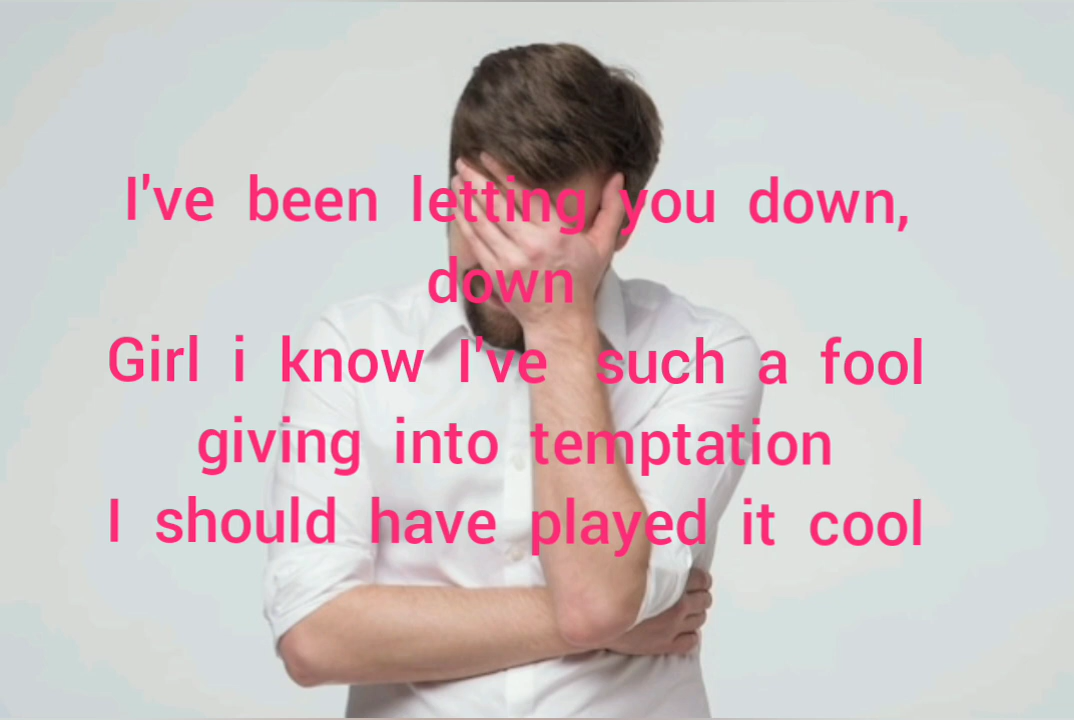 I've been letting you down,
down
Girl i know I've such a fool
giving into temptation
I should have played it cool